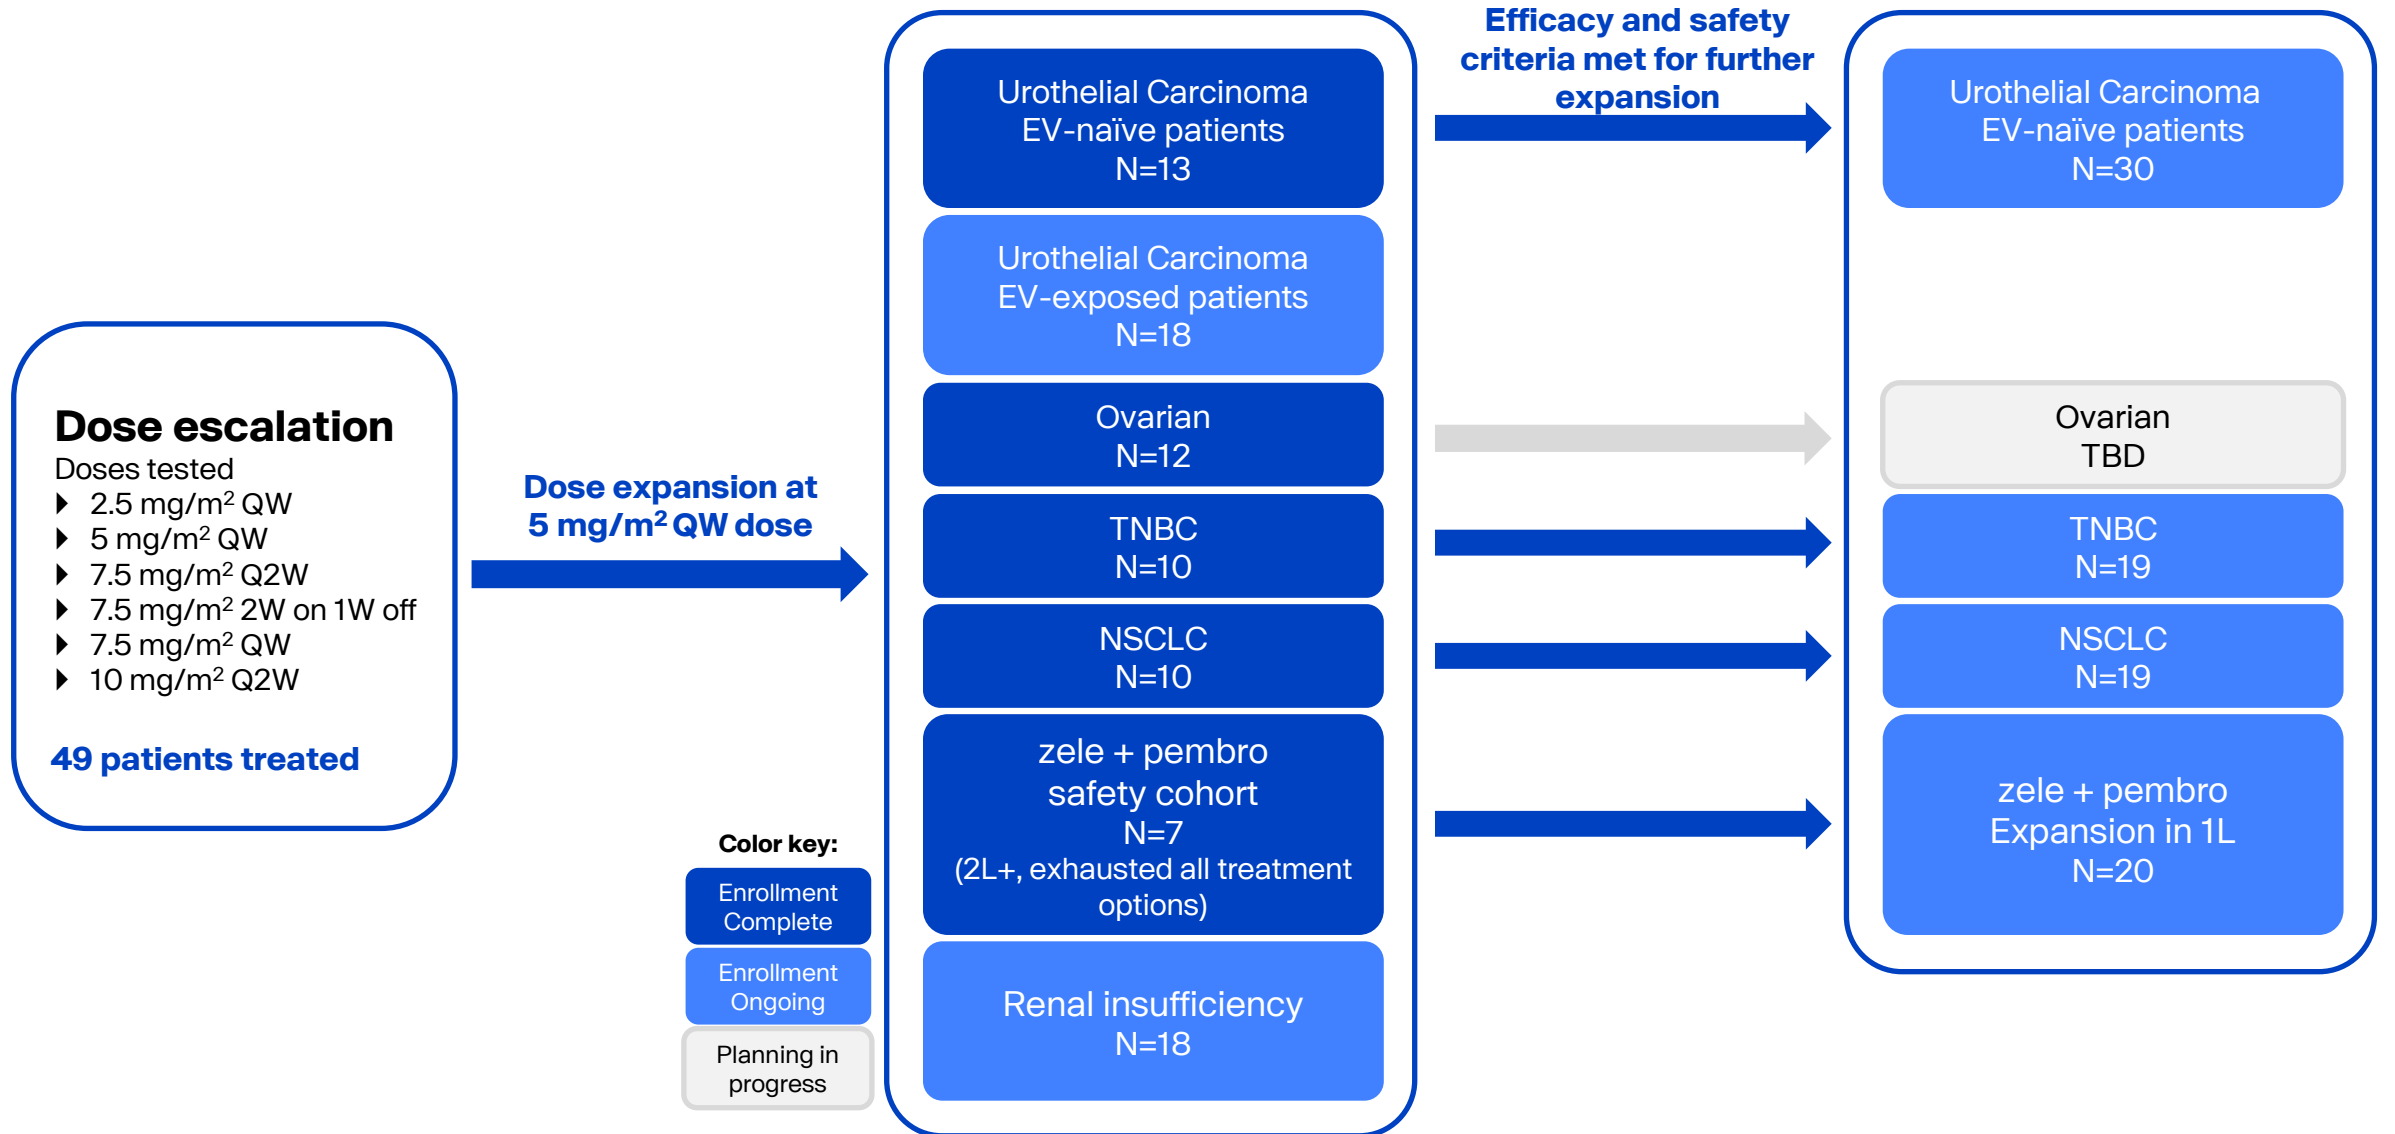 Dose escalation
Doses tested
2.5 mg/m² QW
5 mg/m² QW
7.5 mg/m² Q2W
7.5 mg/m² 2W on 1W off
7.5 mg/m² QW
10 mg/m² Q2W
49 patients treated
Dose expansion at
5 mg/m² QW dose
Color key:
Enrollment
Complete
Enrollment
Ongoing
Planning in
progress
Urothelial Carcinoma
EV-naïve patients
N=13
Urothelial Carcinoma
EV-exposed patients
N=18
Ovarian
N=12
TNBC
N=10
NSCLC
N=10
zele + pembro
safety cohort
N=7
(2L+, exhausted all treatment
options)
Renal insufficiency
N=18
Efficacy and safety
criteria met for further
expansion
Urothelial Carcinoma
EV-naïve patients
N=30
Ovarian
TBD
TNBC
N=19
NSCLC
N=19
zele + pembro
Expansion in 1L
N=20